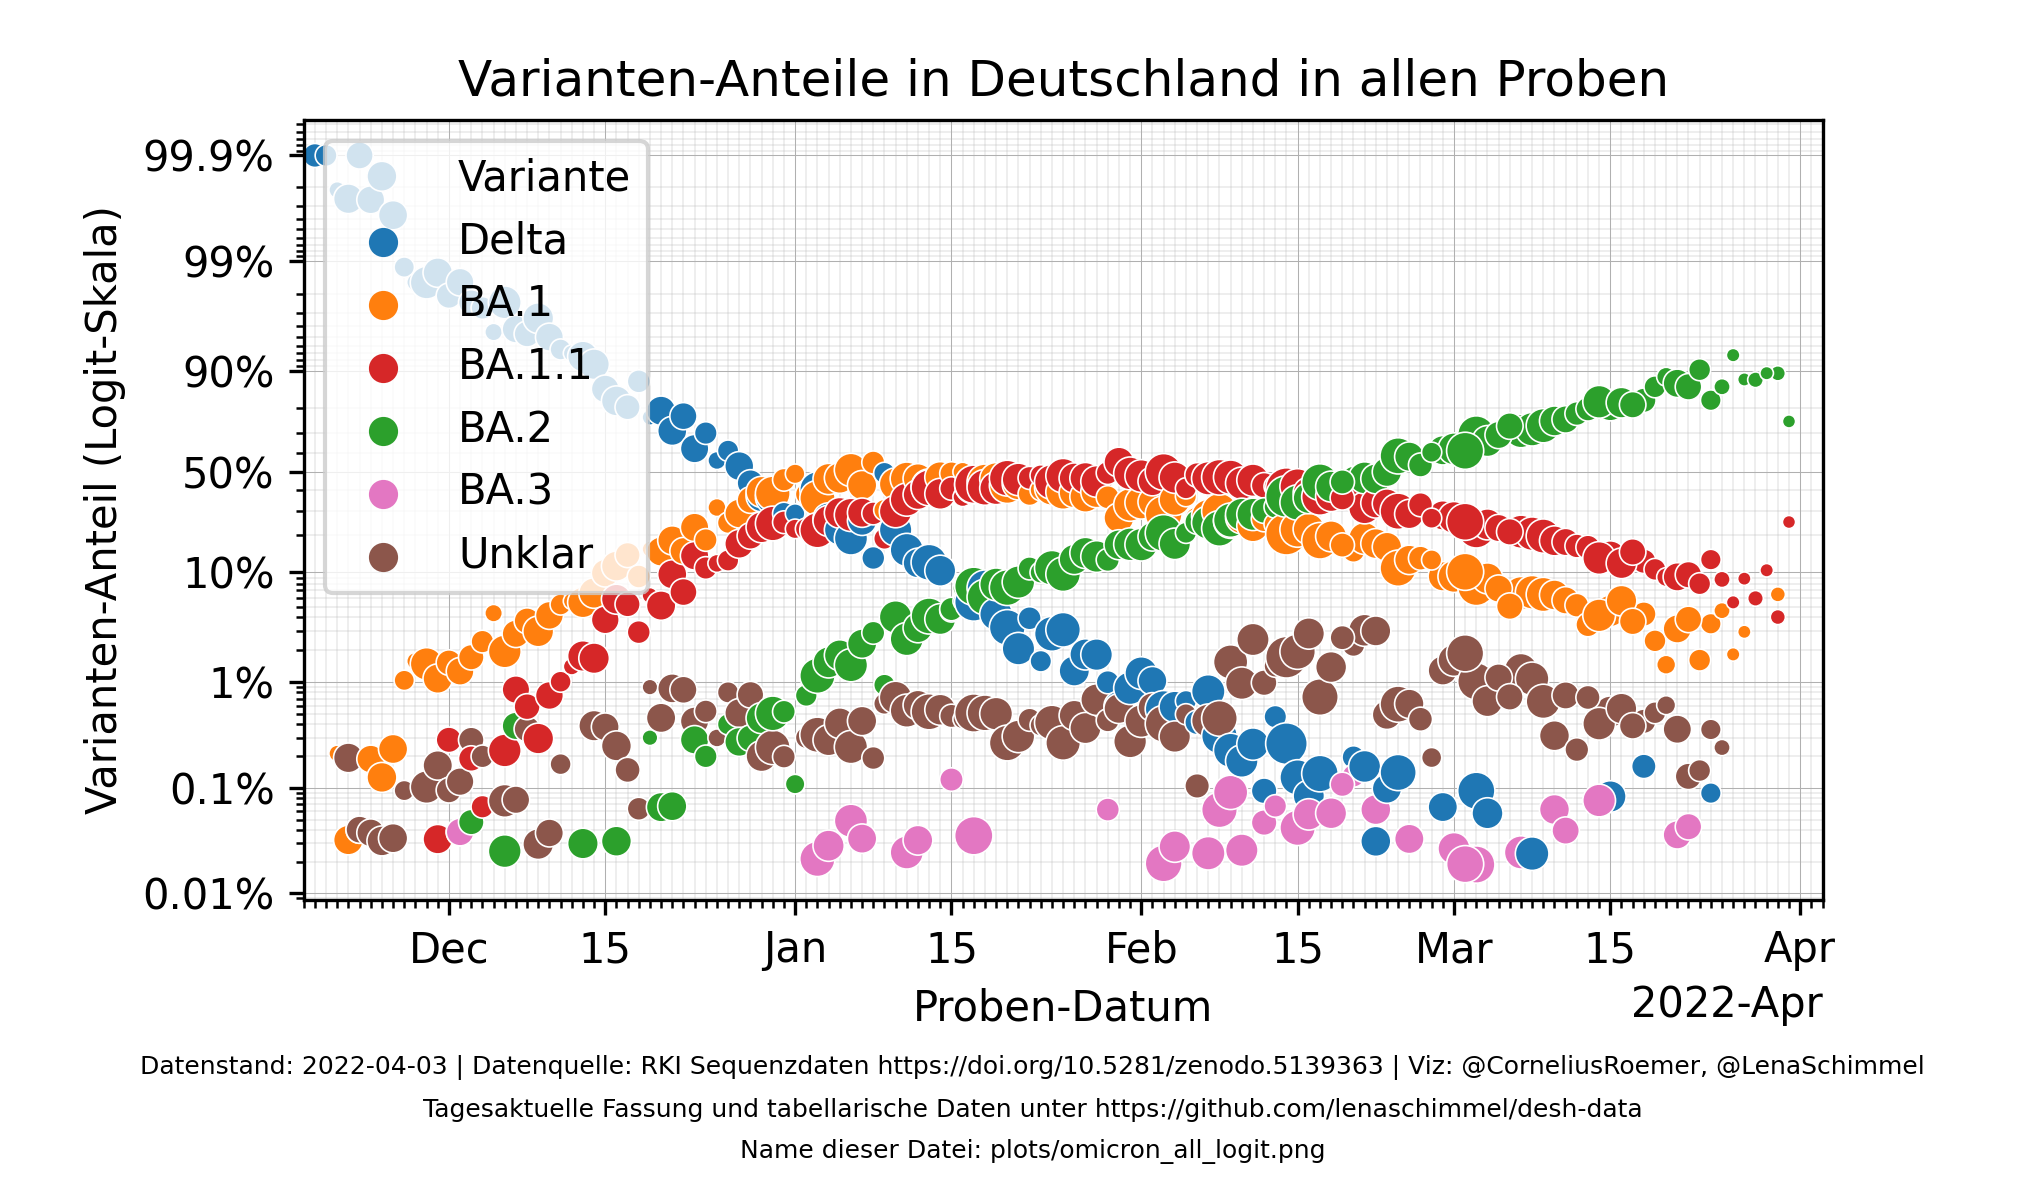 Varianten-Anteile in Deutschland in allen Proben
Varianten-Anteil (Logit-Skala)
99.9%
99%
90%
50%
10%
1%
0.1%
0.01%
Variante
Delta
BA.1
BA.1.1
BA.2
BA.3
Unklar
Dec 15 Jan 15 Feb 15 Mar 15 Apr
Proben-Datum
2022-Apr
Datenstand: 2022-04-03 | Datenquelle: RKI Sequenzdaten https://doi.org/10.5281/zenodo.5139363 | Viz: @CorneliusRoemer, @LenaSchimmel
Tagesaktuelle Fassung und tabellarische Daten unter https://github.com/lenaschimmel/desh-data
Name dieser Datei: plots/omicron_all_logit.png